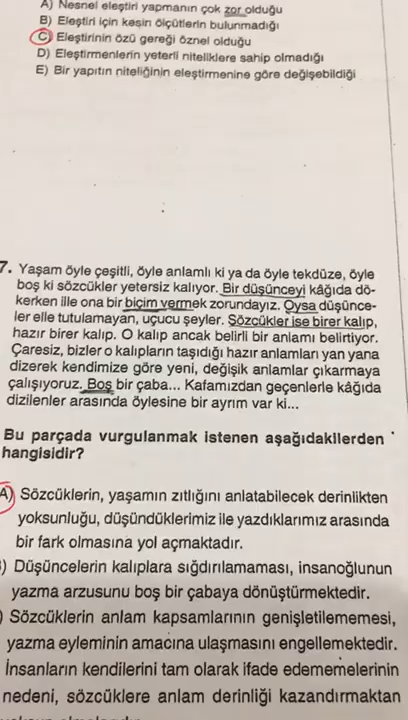 A) Nesnel eleştiri yapmanın çok zor olduğu
B) Eleştiri için kesin ölçütlerin bulunmadığı
C) Eleştirinin özü gereği öznel olduğu
D) Eleştirmenlerin yeterli niteliklere sahip olmadığı
E) Bir yapıtın niteliğinin eleştirmenine göre değişebildiği
7. Yaşam öyle çeşitli, öyle anlamlı ki ya da öyle tekdüze, öyle
boş ki sözcükler yetersiz kalıyor. Bir düşünceyi kâğıda dö-
kerken ille ona bir biçim vermek zorundayız. Oysa düşünce-
ler elle tutulamayan, uçucu şeyler. Sözcükler ise birer kalıp,
hazır birer kalıp. O kalıp ancak belirli bir anlamı belirtiyor.
Çaresiz, bizler o kalıpların taşıdığı hazır anlamları yan yana
dizerek kendimize göre yeni, değişik anlamlar çıkarmaya
çalışıyoruz. Boş bir çaba... Kafamızdan geçenlerle kâğıda
dizilenler arasında öylesine bir ayrım var ki...
Bu parçada vurgulanmak istenen aşağıdakilerden
hangisidir?
A) Sözcüklerin, yaşamın zıtlığını anlatabilecek derinlikten
yoksunluğu, düşündüklerimiz ile yazdıklarımız arasında
bir fark olmasına yol açmaktadır.
) Düşüncelerin kalıplara sığdırılamaması, insanoğlunun
yazma arzusunu boş bir çabaya dönüştürmektedir.
) Sözcüklerin anlam kapsamlarının genişletilememesi,
yazma eyleminin amacına ulaşmasını engellemektedir.
İnsanların kendilerini tam olarak ifade edememelerinin
nedeni, sözcüklere anlam derinliği kazandırmaktan